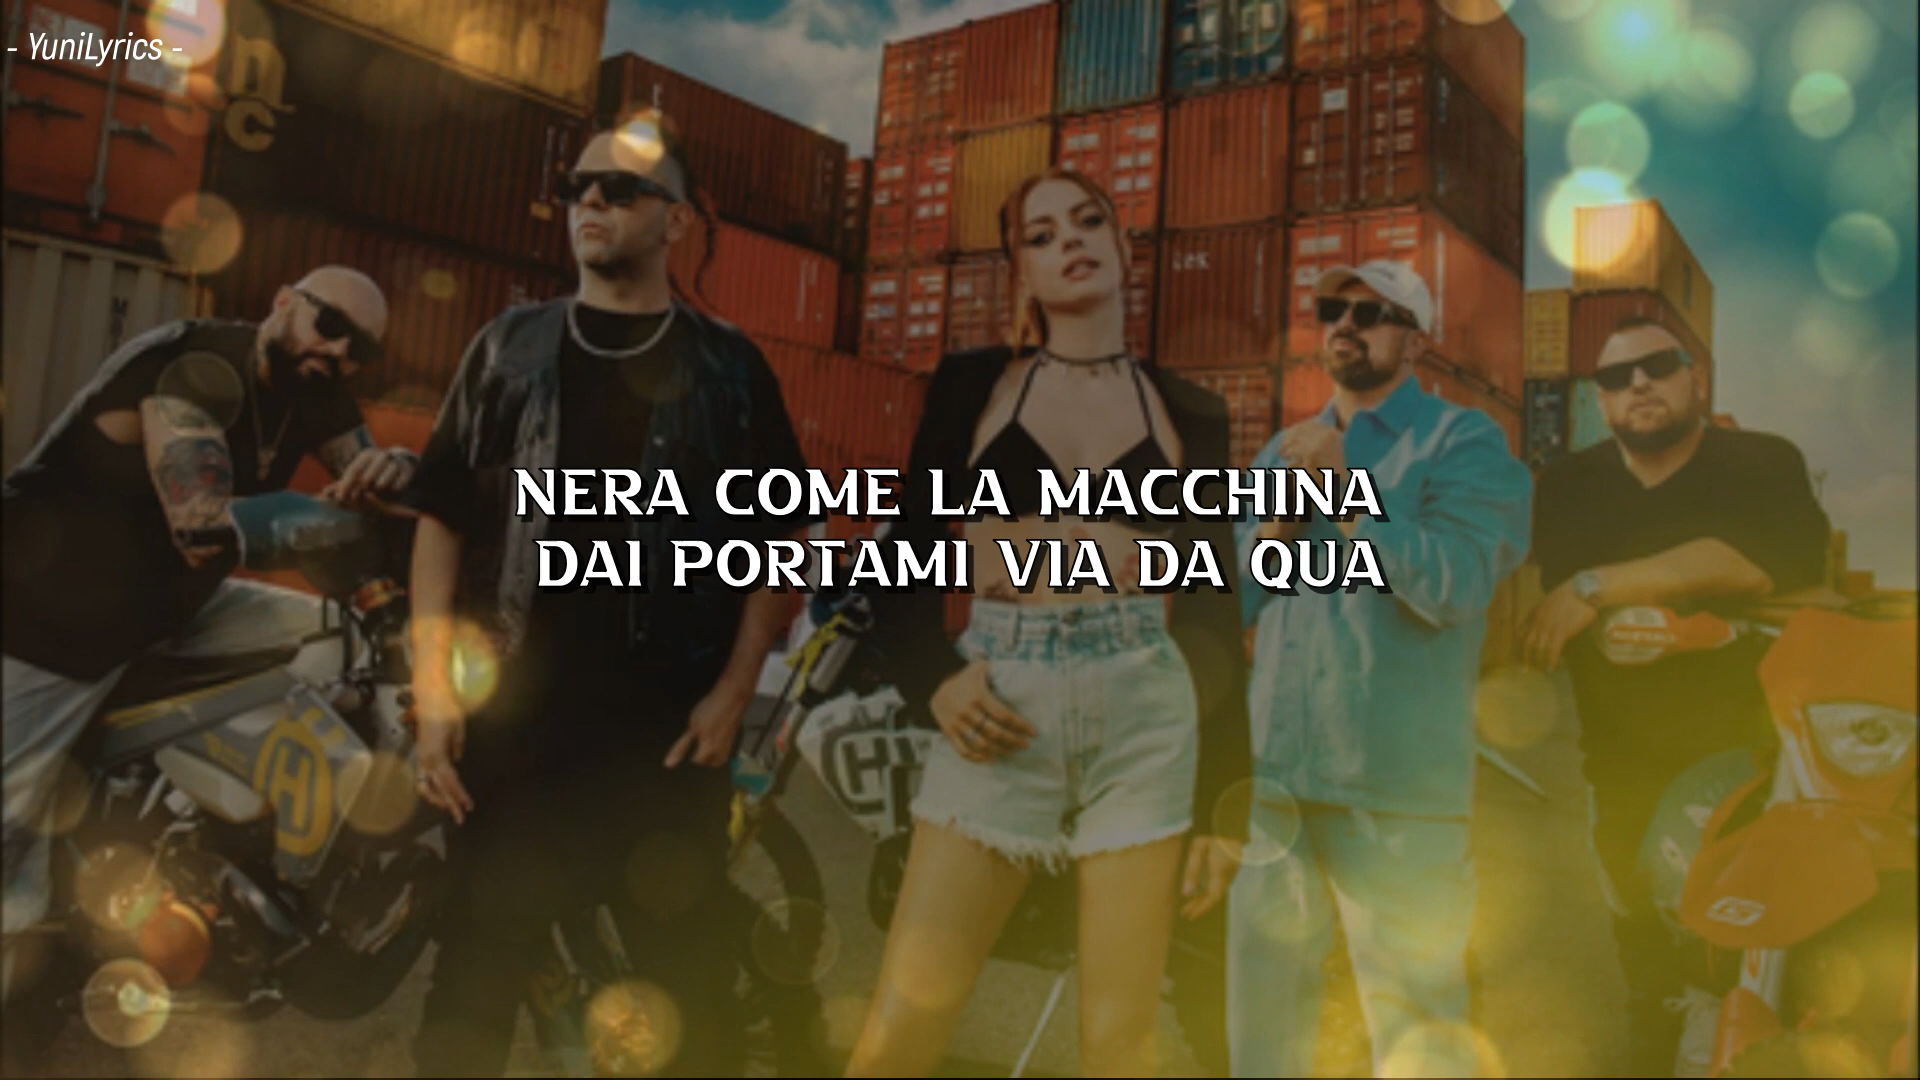 - YuniLyrics -
n
c
NERA COME LA MACCHINA
DAI PORTAMI VIA DA QUA